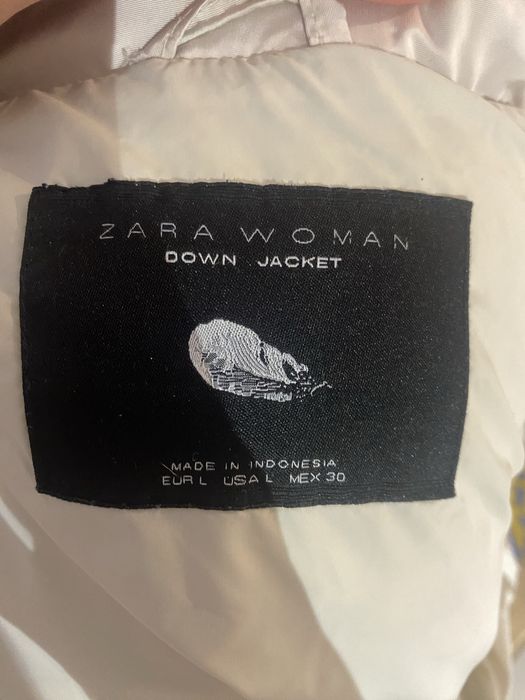 ZARA WOMAN
DOWN JACKET
MADE IN INDONESIA
EUR L USA L MEX 30